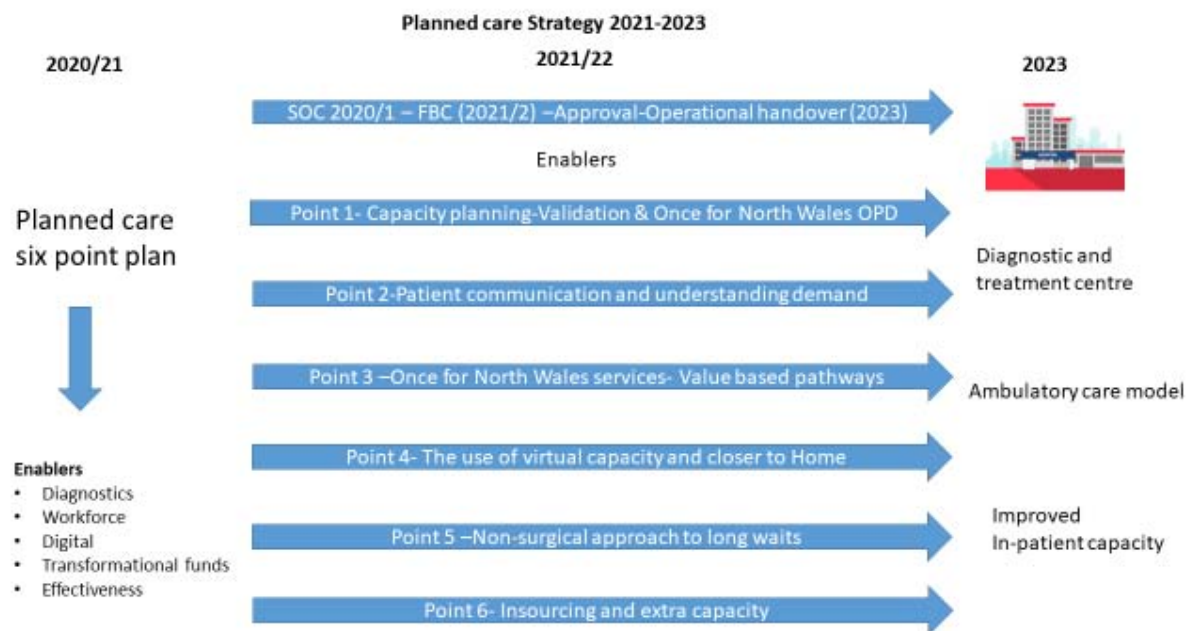 Planned care Strategy 2021-2023
2020/21
2021/22
2023
SOC 2020/1 – FBC (2021/2) –Approval-Operational handover (2023)
Enablers
Planned care
six point plan
Point 1- Capacity planning-Validation & Once for North Wales OPD
Diagnostic and
treatment centre
Point 2-Patient communication and understanding demand
Point 3 –Once for North Wales services- Value based pathways
Ambulatory care model
Point 4- The use of virtual capacity and closer to Home
Enablers
• Diagnostics
• Workforce
• Digital
• Transformational funds
• Effectiveness
Point 5 –Non-surgical approach to long waits
Improved
In-patient capacity
Point 6- Insourcing and extra capacity